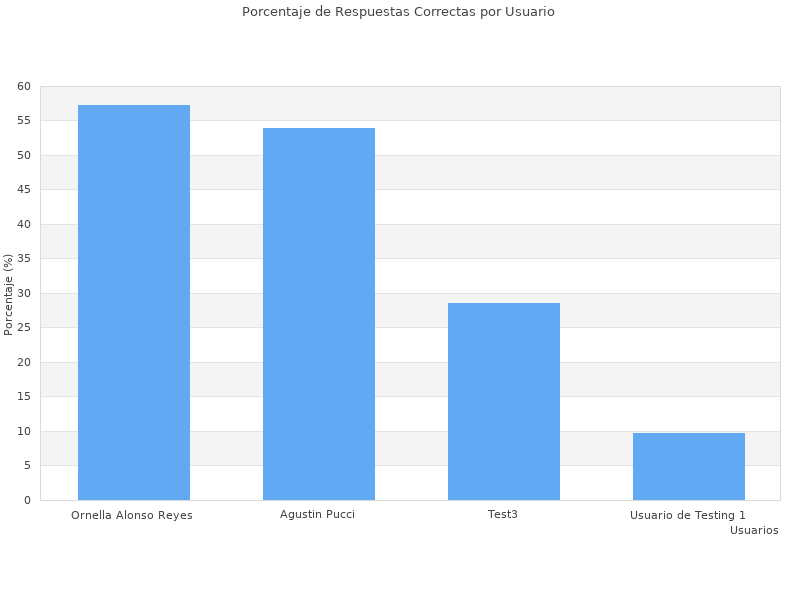 Porcentaje de Respuestas Correctas por Usuario
Porcentaje (%)
60
55
50
45
40
35
30
25
20
15
10
5
0
Ornella Alonso Reyes
Agustin Pucci
Test3
Usuario de Testing 1
Usuarios